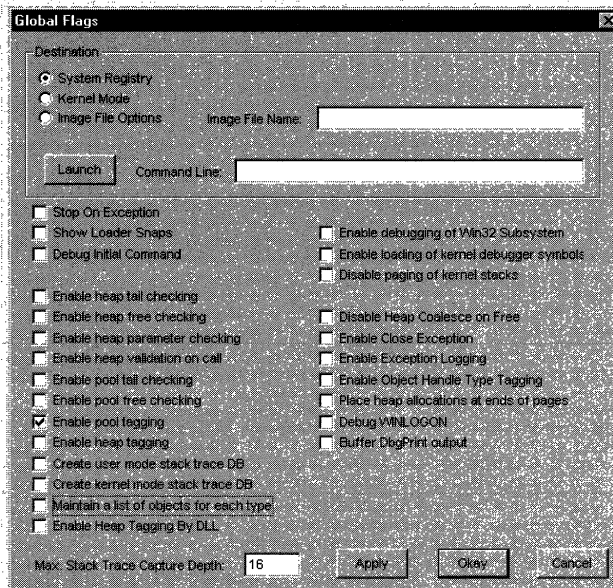 Global Flags
Destination
System Registry
Kernel Mode
Image File Options Image File Name:
Launch Command Line:
Stop On Exception
Show Loader Snaps
Debug Initial Command
Enable heap tail checking
Enable heap free checking
Enable heap parameter checking
Enable heap validation on call
Enable pool tail checking
Enable pool free checking
Enable pool tagging
Enable heap tagging
Create user mode stack trace DB
Create kernel mode stack trace DB
Maintain a list of objects for each type
Enable Heap Tagging By DLL
Enable debugging of Win32 Subsystem
Enable loading of kernel debugger symbols
Disable paging of kernel stacks
Disable Heap Coalesce on Free
Enable Close Exception
Enable Exception Logging
Enable Object Handle Type Tagging
Place heap allocations at ends of pages
Debug WINLOGON
Buffer DbgPrint output
Max. Stack Trace Capture Depth: 16 Apply Okay Cancel